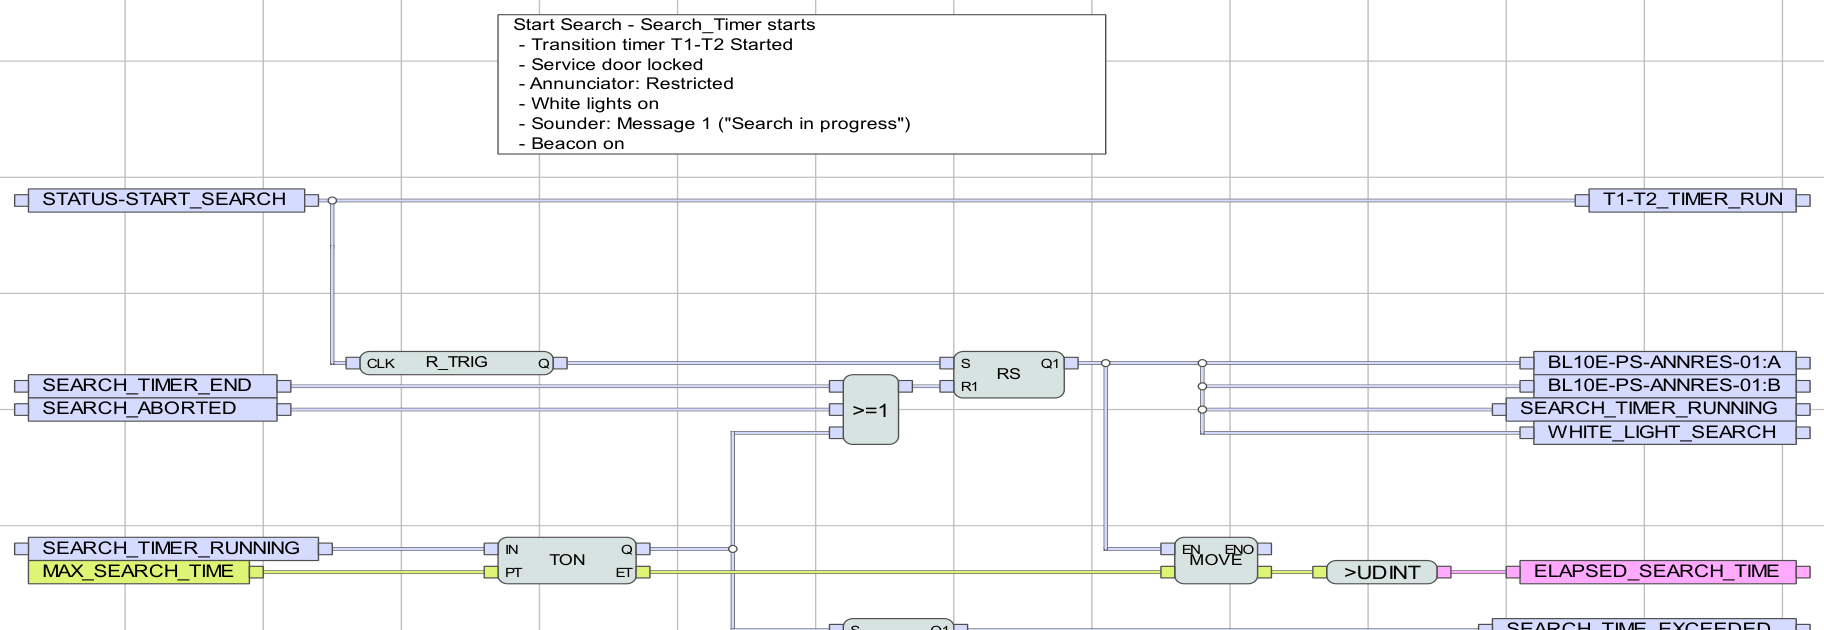 Start Search - Search_Timer starts
- Transition timer T1-T2 Started
- Service door locked
- Annunciator: Restricted
- White lights on
- Sounder: Message 1 ("Search in progress")
- Beacon on
STATUS-START_SEARCH
T1-T2_TIMER_RUN
CLK R_TRIG Q
S Q1
RS
R1
BL10E-PS-ANNRES-01:A
SEARCH_TIMER_END
BL10E-PS-ANNRES-01:B
SEARCH_ABORTED
>=1
SEARCH_TIMER_RUNNING
WHITE_LIGHT_SEARCH
SEARCH_TIMER_RUNNING
IN Q
TON
PT ET
EN ENO
MOVE
MAX_SEARCH_TIME
>UDINT
ELAPSED_SEARCH_TIME
S Q1
SEARCH_TIME_EXCEEDED